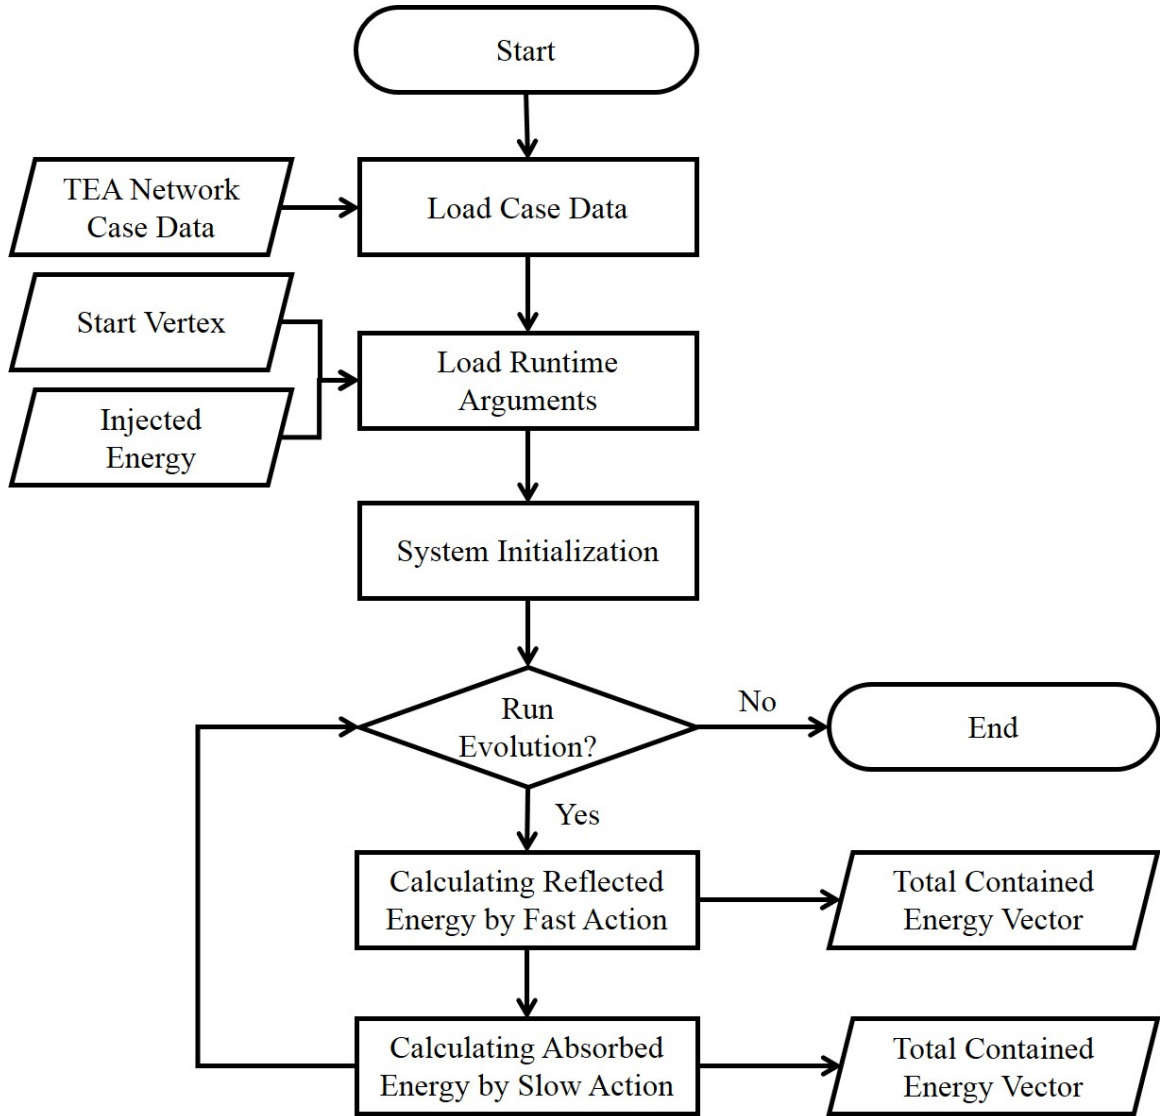 Start
TEA Network
Case Data
Load Case Data
Start Vertex
Load Runtime
Arguments
Injected
Energy
System Initialization
Run
Evolution?
No
End
Yes
Calculating Reflected
Energy by Fast Action
Total Contained
Energy Vector
Calculating Absorbed
Energy by Slow Action
Total Contained
Energy Vector